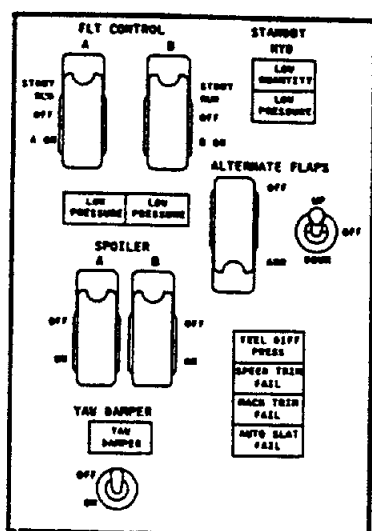 FLT CONTROL
A
B
STDBY
RUD
OFF
A ON
STDBY
RUD
OFF
B ON
STANDBY
HYD
LOW
QUANTITY
LOW
PRESSURE
LOW
PRESSURE
LOW
PRESSURE
ALTERNATE FLAPS
OFF
ARM
UP
OFF
DOWN
SPOILER
A
B
OFF
ON
OFF
ON
FEEL DIFF
PRESS
SPEED TRIM
FAIL
MACH TRIM
FAIL
AUTO SLAT
FAIL
YAW DAMPER
YAW
DAMPER
OFF
ON